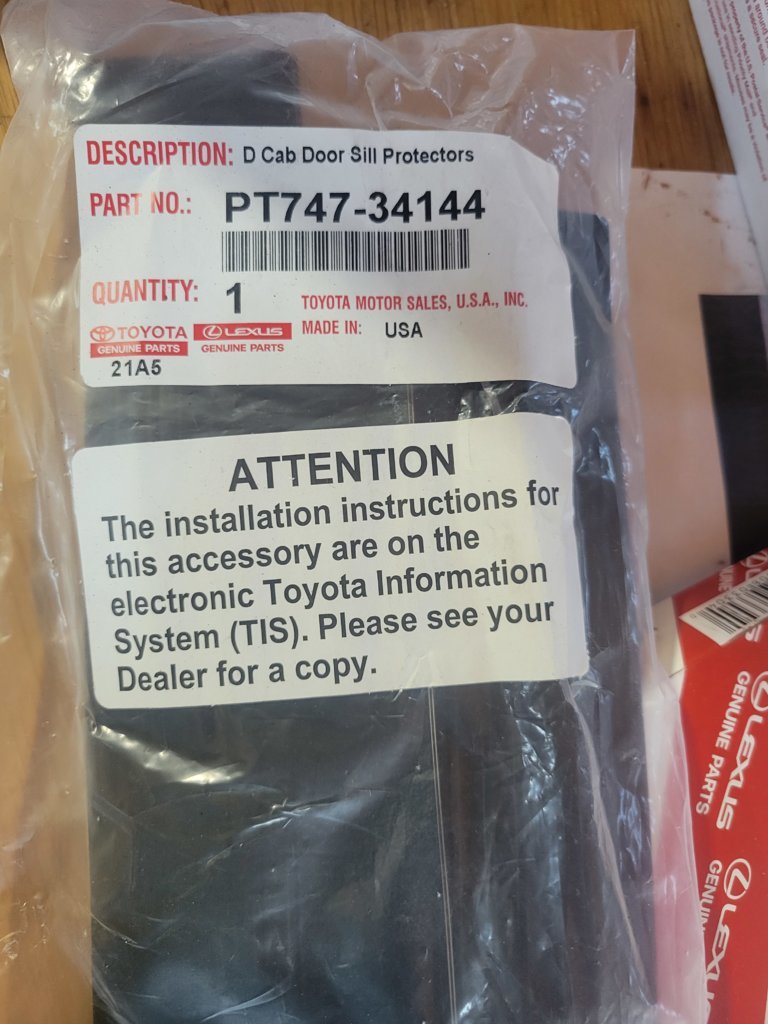 DESCRIPTION: D Cab Door Sill Protectors
PART NO.: PT747-34144
QUANTITY: 1
TOYOTA MOTOR SALES, U.S.A., INC.
MADE IN: USA
TOYOTA LEXUS
GENUINE PARTS GENUINE PARTS
21A5
ATTENTION
The installation instructions for
this accessory are on the
electronic Toyota Information
System (TIS). Please see your
Dealer for a copy.
LEXUS
GENUINE PARTS
LEXUS